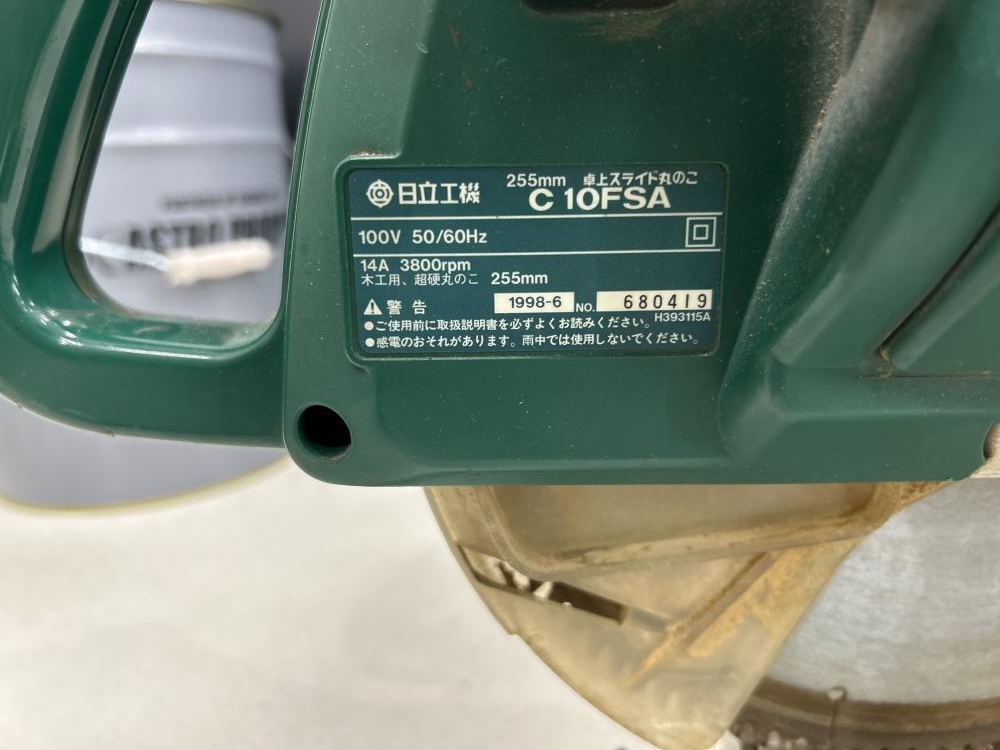 日立工機
255mm 卓上スライド丸のこ
C 10FSA
100V 50/60Hz
14A 3800rpm
木工用、超硬丸のこ 255mm
警告
1998-6 NO. 680419
H393115A
●ご使用前に取扱説明書を必ずよくお読みください。
●感電のおそれがあります。雨中では使用しないでください。